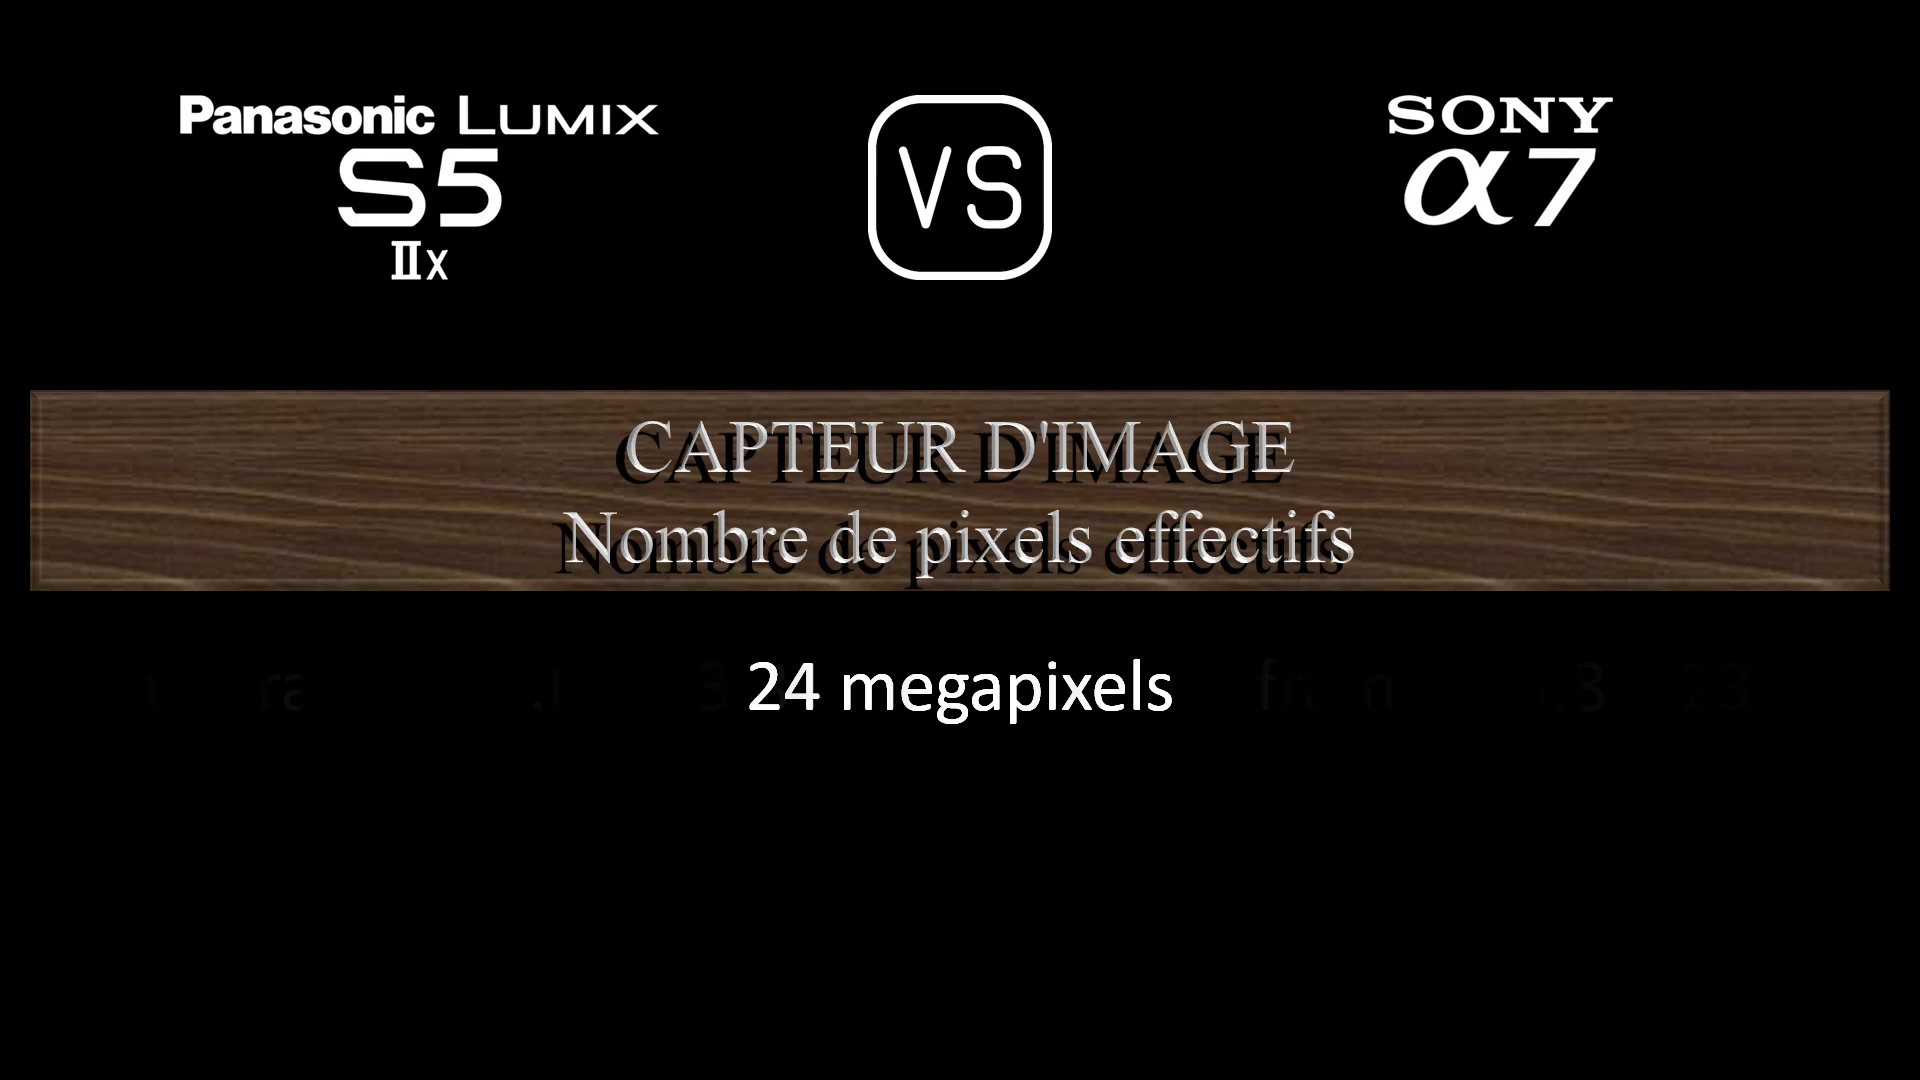 Panasonic LUMIX
S5
IIx
VS
SONY
α7
CAPTEUR D'IMAGE
Nombre de pixels effectifs
24 megapixels